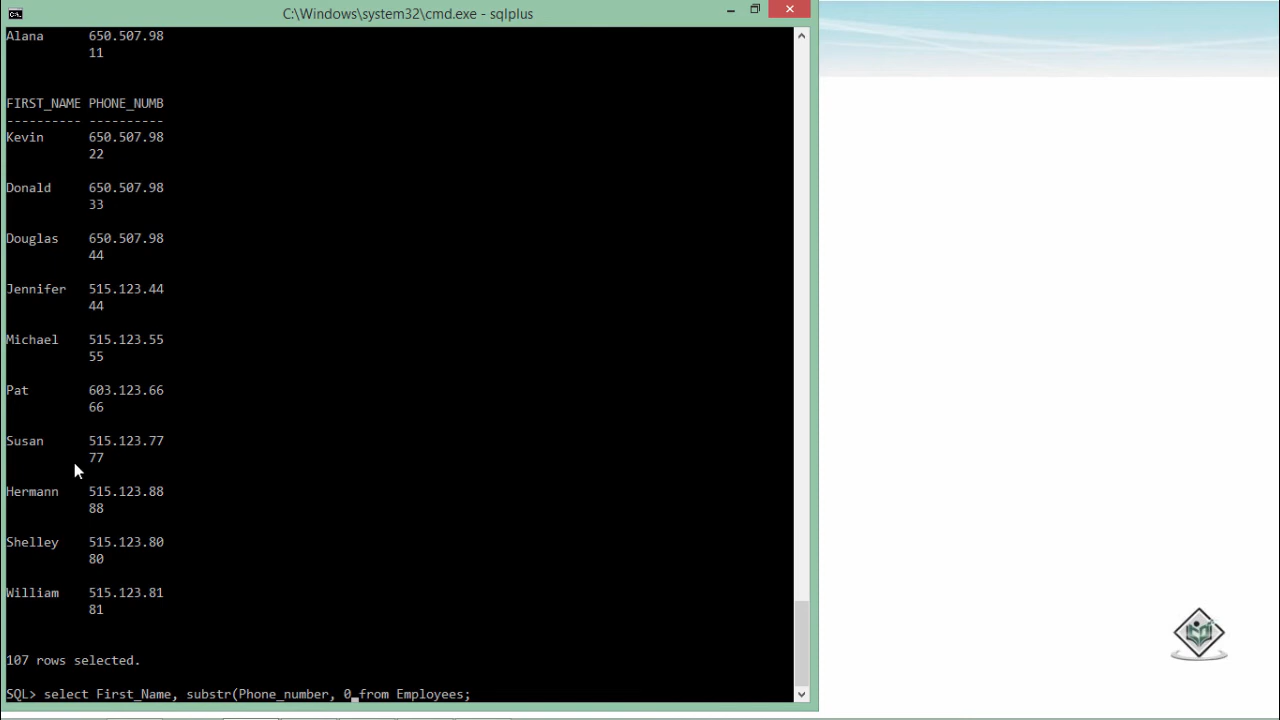 C:\Windows\system32\cmd.exe - sqlplus
Alana 650.507.98
11
FIRST_NAME PHONE_NUMB
---------- ----------
Kevin 650.507.98
22
Donald 650.507.98
33
Douglas 650.507.98
44
Jennifer 515.123.44
44
Michael 515.123.55
55
Pat 603.123.66
66
Susan 515.123.77
77
Hermann 515.123.88
88
Shelley 515.123.80
80
William 515.123.81
81
107 rows selected.
SQL> select First_Name, substr(Phone_number, 0 from Employees;